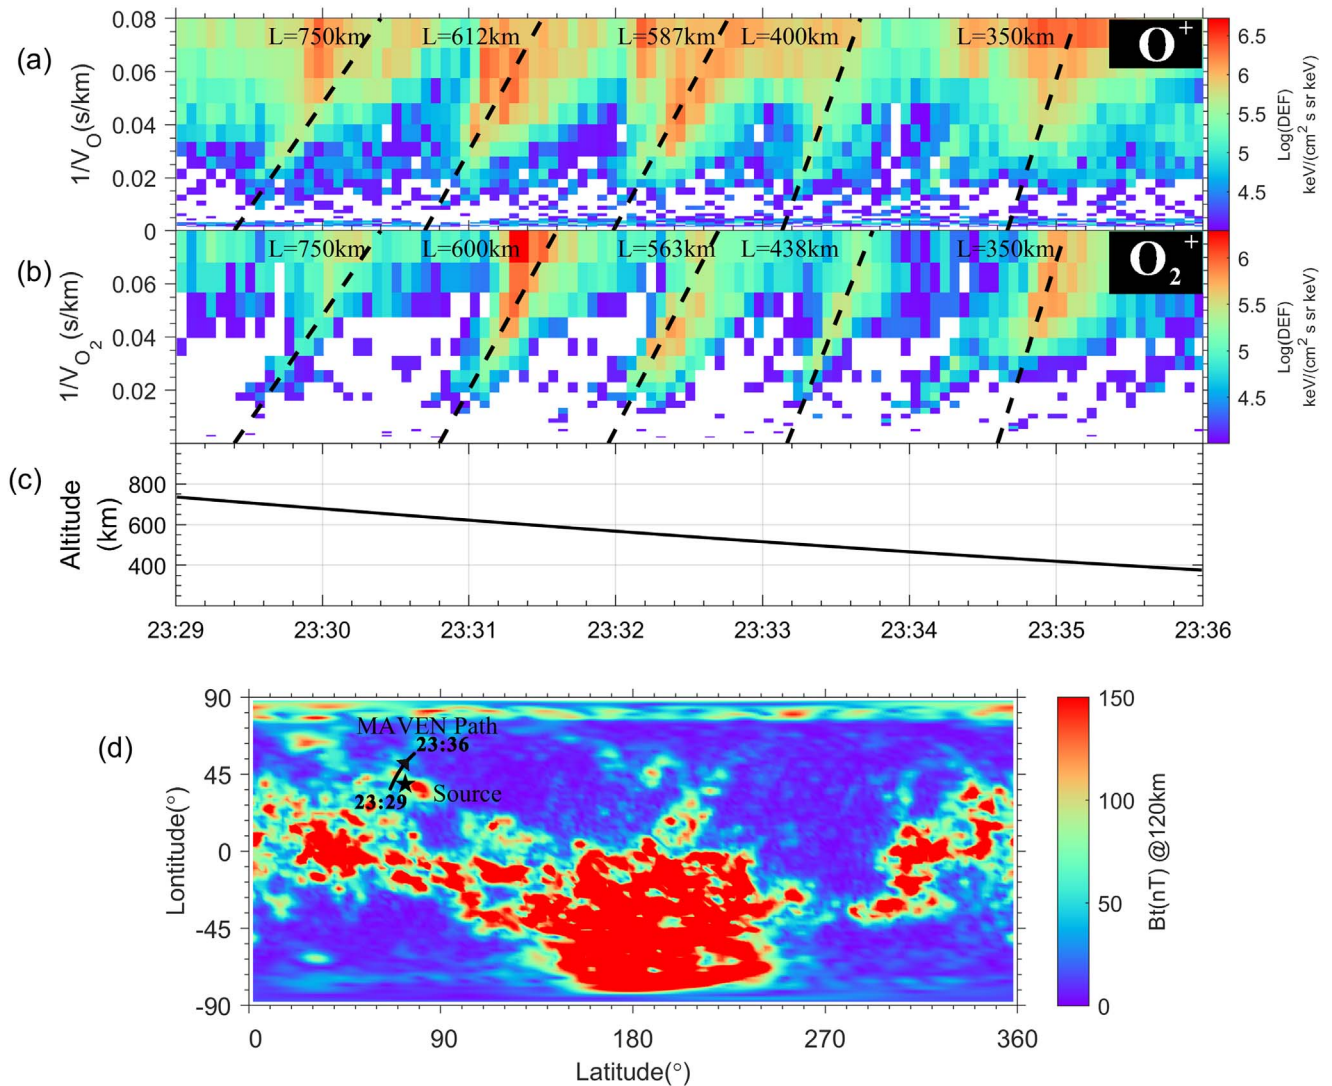 (a)
1/V_O(s/km)
0.08
0.06
0.04
0.02
0
L=750km
L=612km
L=587km
L=400km
L=350km
O⁺
6.5
6
5.5
5
4.5
Log(DEF)
keV/(cm² s sr keV)
(b)
1/V_O₂(s/km)
0.06
0.04
0.02
L=750km
L=600km
L=563km
L=438km
L=350km
O₂⁺
6
5.5
5
4.5
Log(DEF)
keV/(cm² s sr keV)
(c)
Altitude
(km)
800
600
400
23:29
23:30
23:31
23:32
23:33
23:34
23:35
23:36
(d)
Lontitude(°)
90
45
0
-45
-90
MAVEN Path
23:36
23:29
Source
0
90
180
270
360
Latitude(°)
150
100
50
0
Bt(nT) @120km